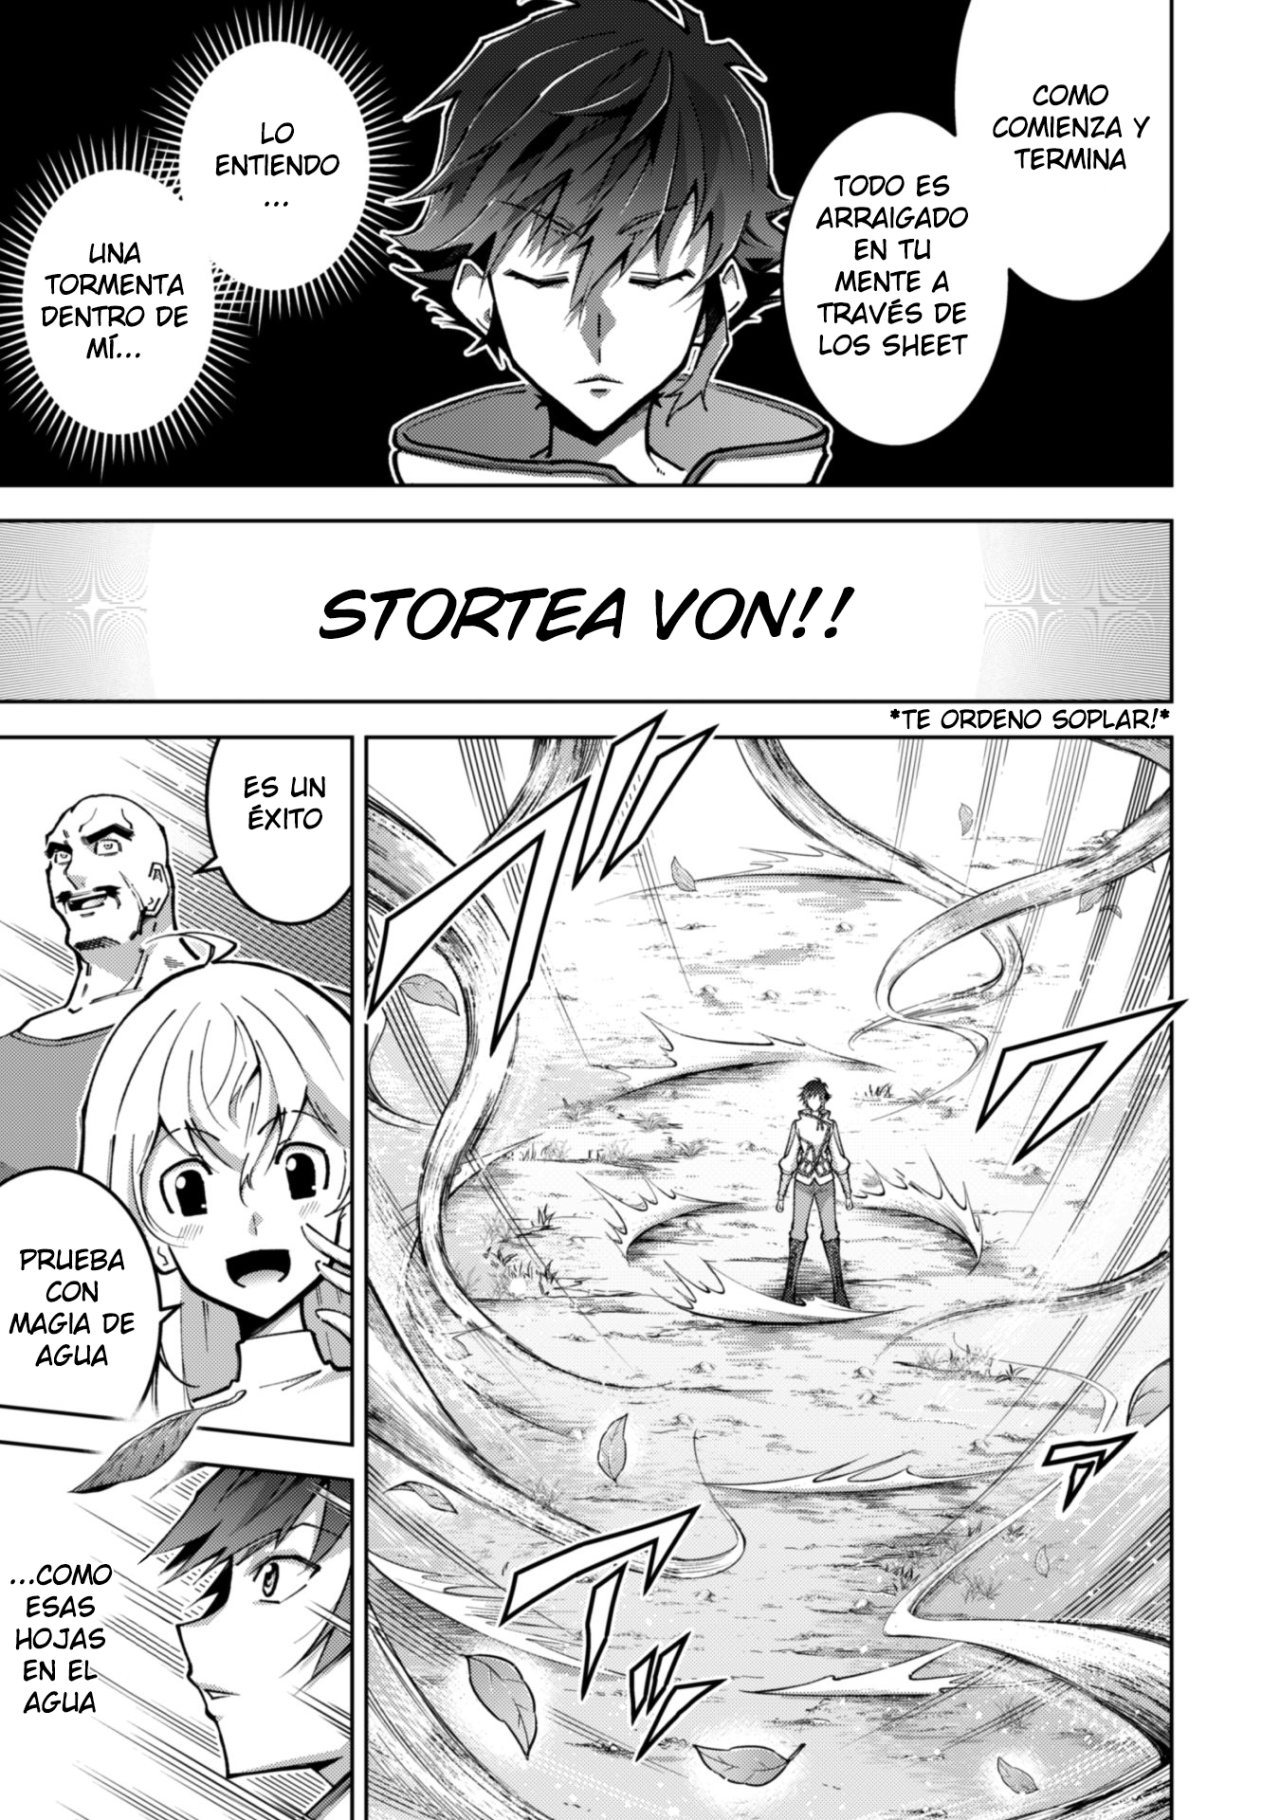 COMO
COMIENZA Y
TERMINA
TODO ES
ARRAIGADO
EN TU
MENTE A
TRAVÉS DE
LOS SHEET
LO
ENTIENDO
...
UNA
TORMENTA
DENTRO DE
MÍ...
STORTEA VON!!
*TE ORDENO SOPLAR!*
ES UN
ÉXITO
PRUEBA
CON
MAGIA DE
AGUA
...COMO
ESAS
HOJAS
EN EL
AGUA